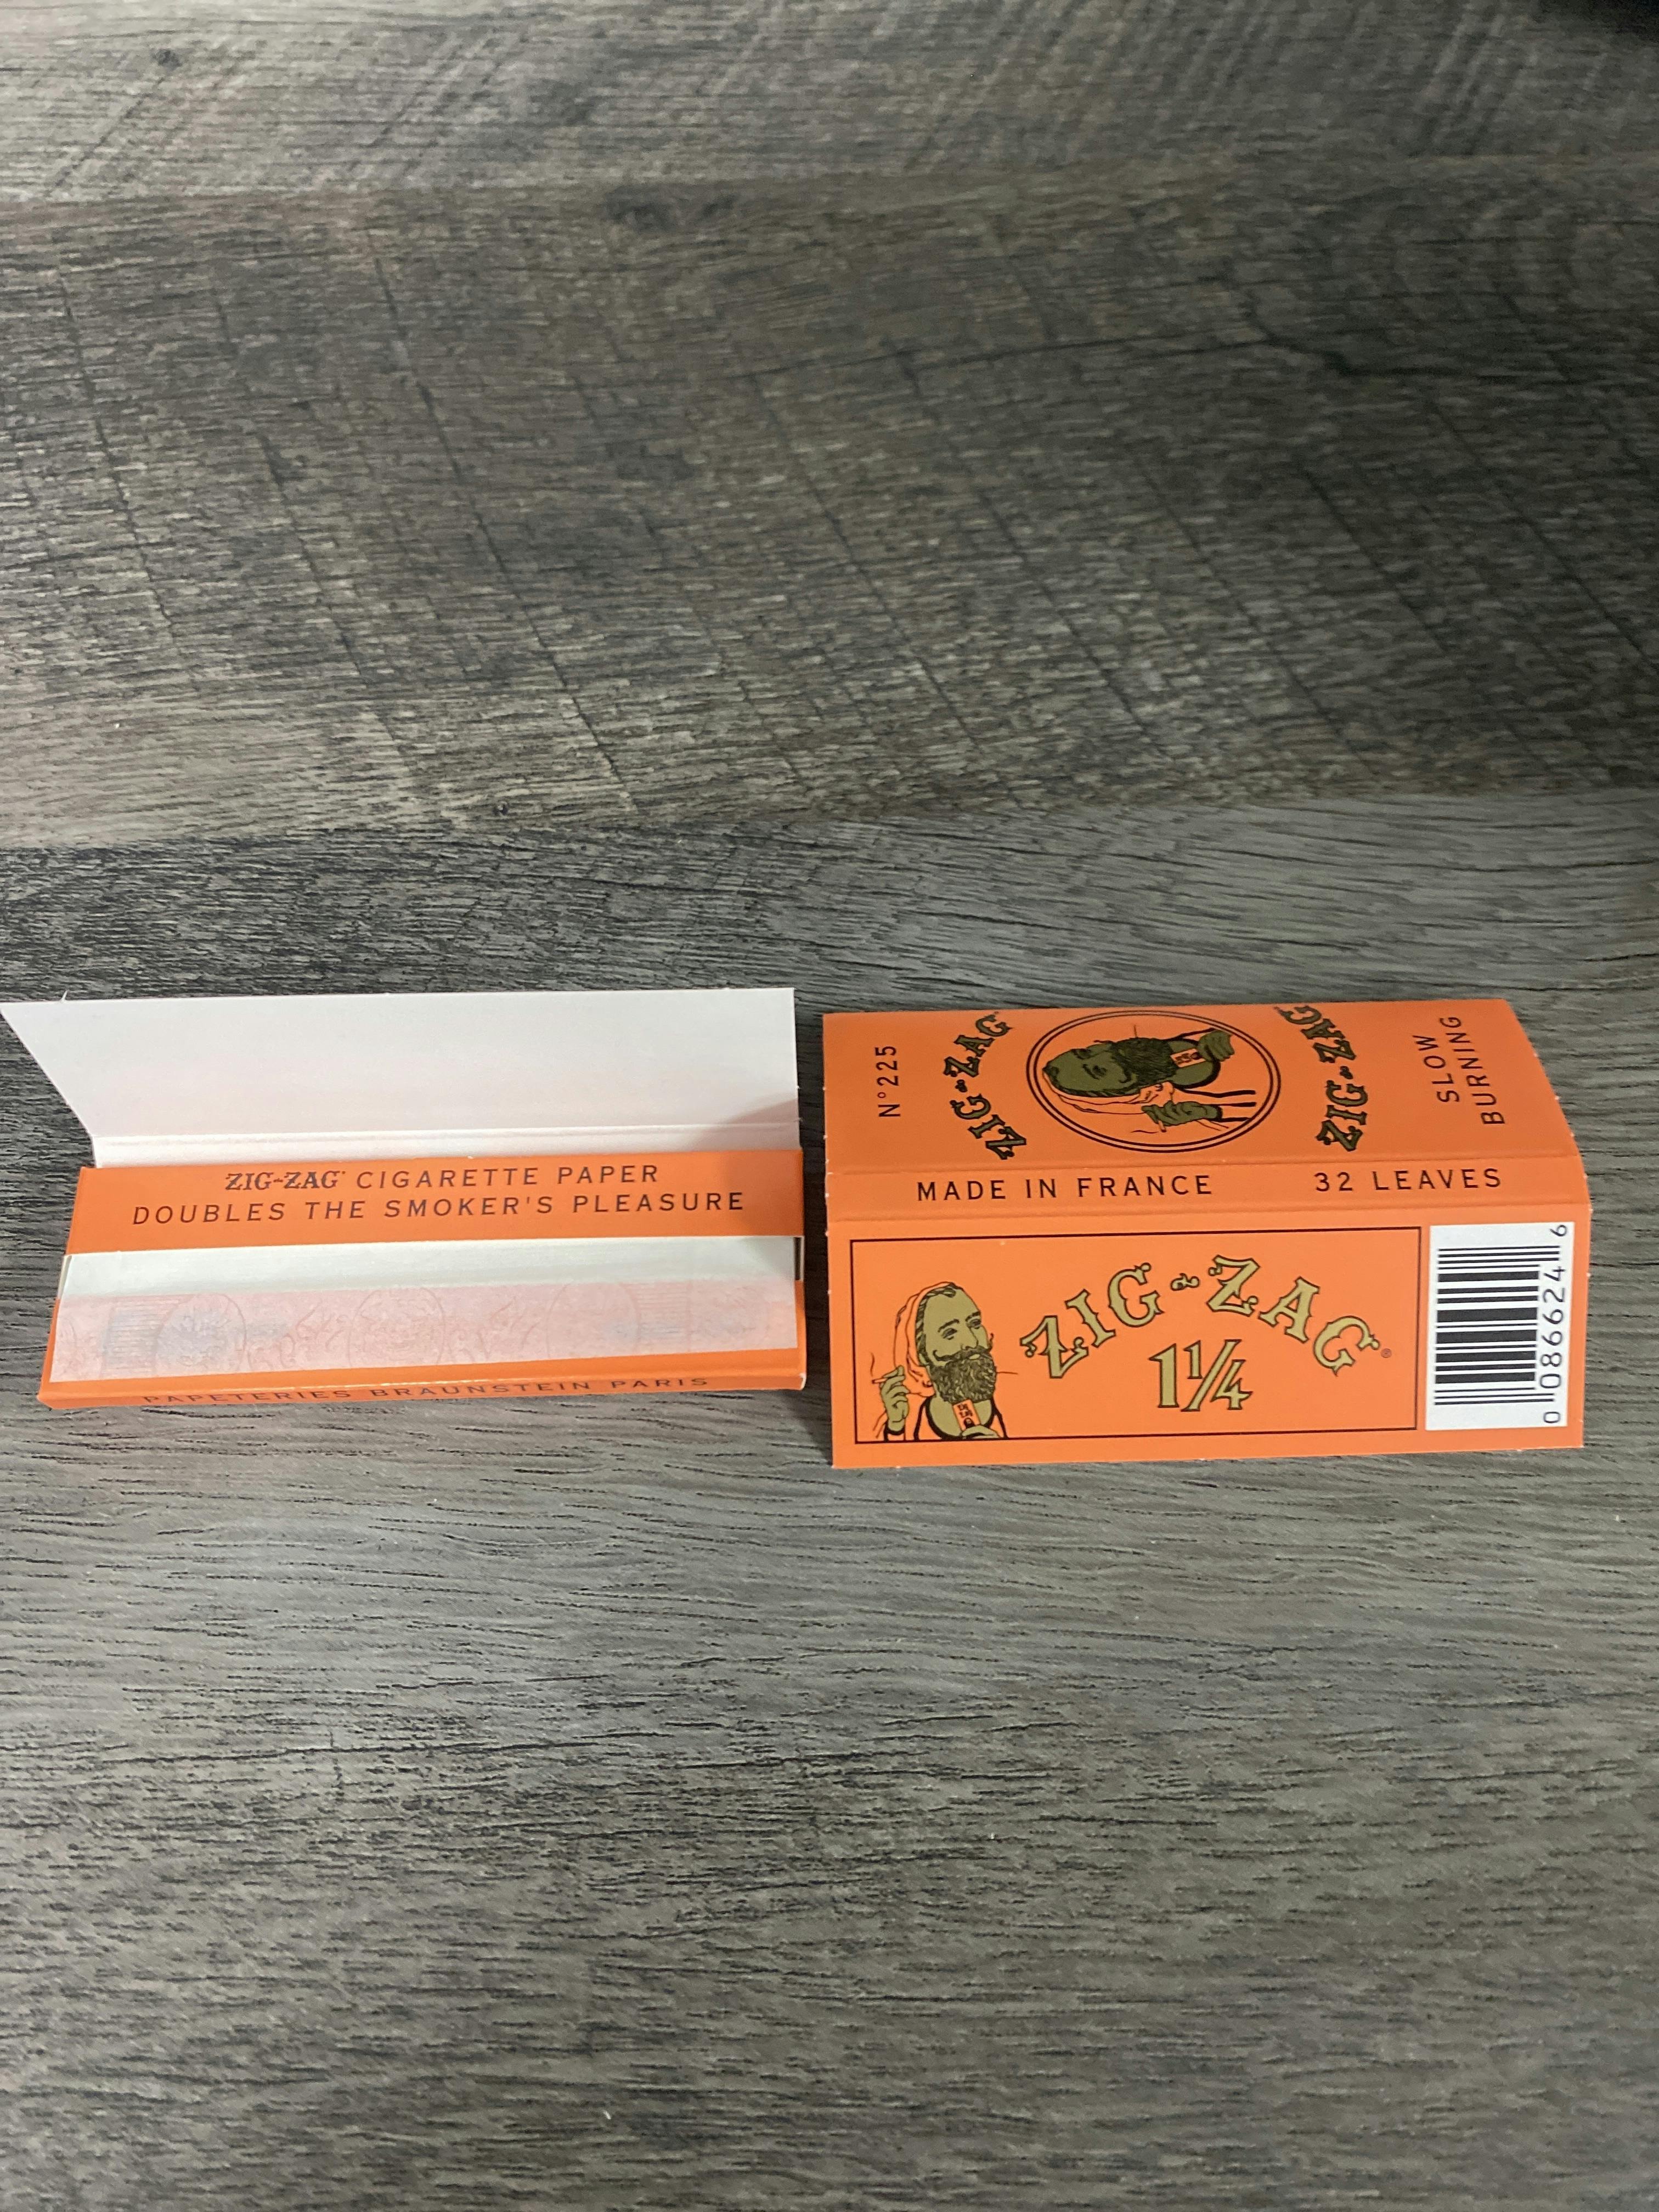 ZIG-ZAG® CIGARETTE PAPER
DOUBLES THE SMOKER'S PLEASURE
PAPETERIES BRAUNSTEIN PARIS
N°225
ZIG-ZAG
ZIG-ZAG
SLOW
BURNING
MADE IN FRANCE
32 LEAVES
ZIG-ZAG®
1¼
0 086624 6